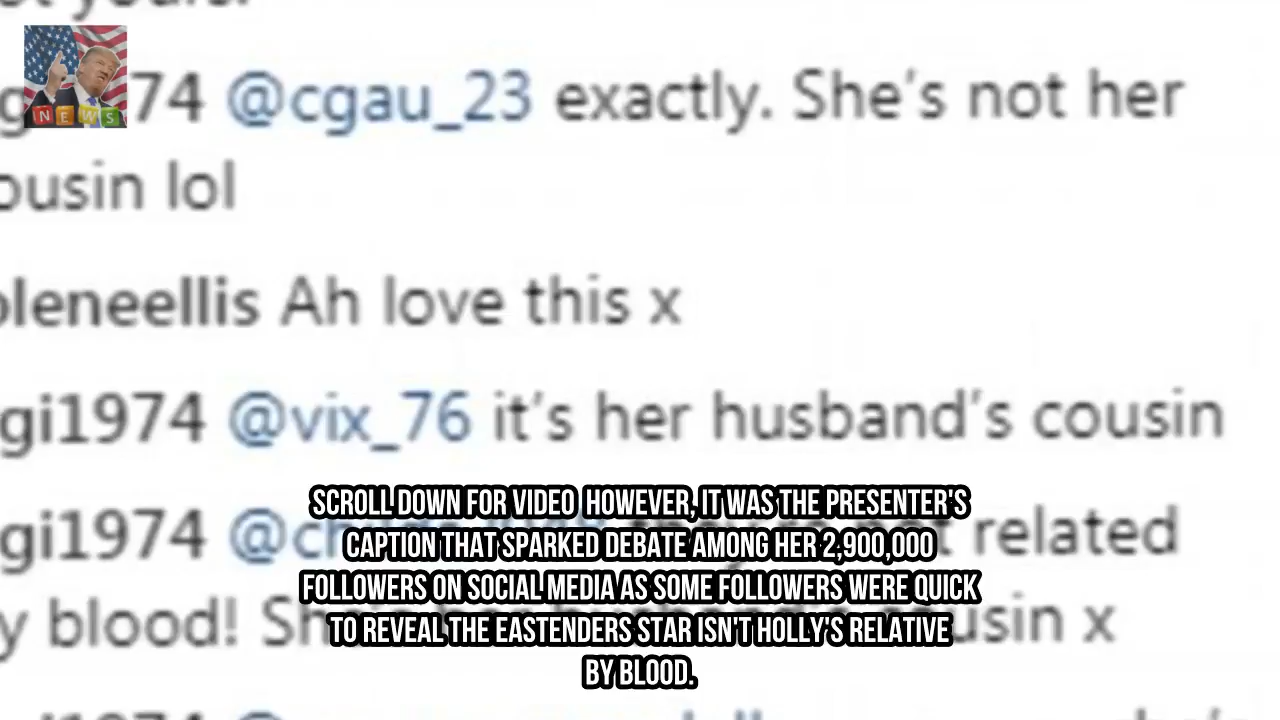 NEWS
74 @cgau_23 exactly. She's not her
ousin lol
oleneellis Ah love this x
gi1974 @vix_76 it's her husband's cousin
gi1974 related
y blood!
usin x
SCROLL DOWN FOR VIDEO HOWEVER, IT WAS THE PRESENTER'S
CAPTION THAT SPARKED DEBATE AMONG HER 2,900,000
FOLLOWERS ON SOCIAL MEDIA AS SOME FOLLOWERS WERE QUICK
TO REVEAL THE EASTENDERS STAR ISN'T HOLLY'S RELATIVE
BY BLOOD.